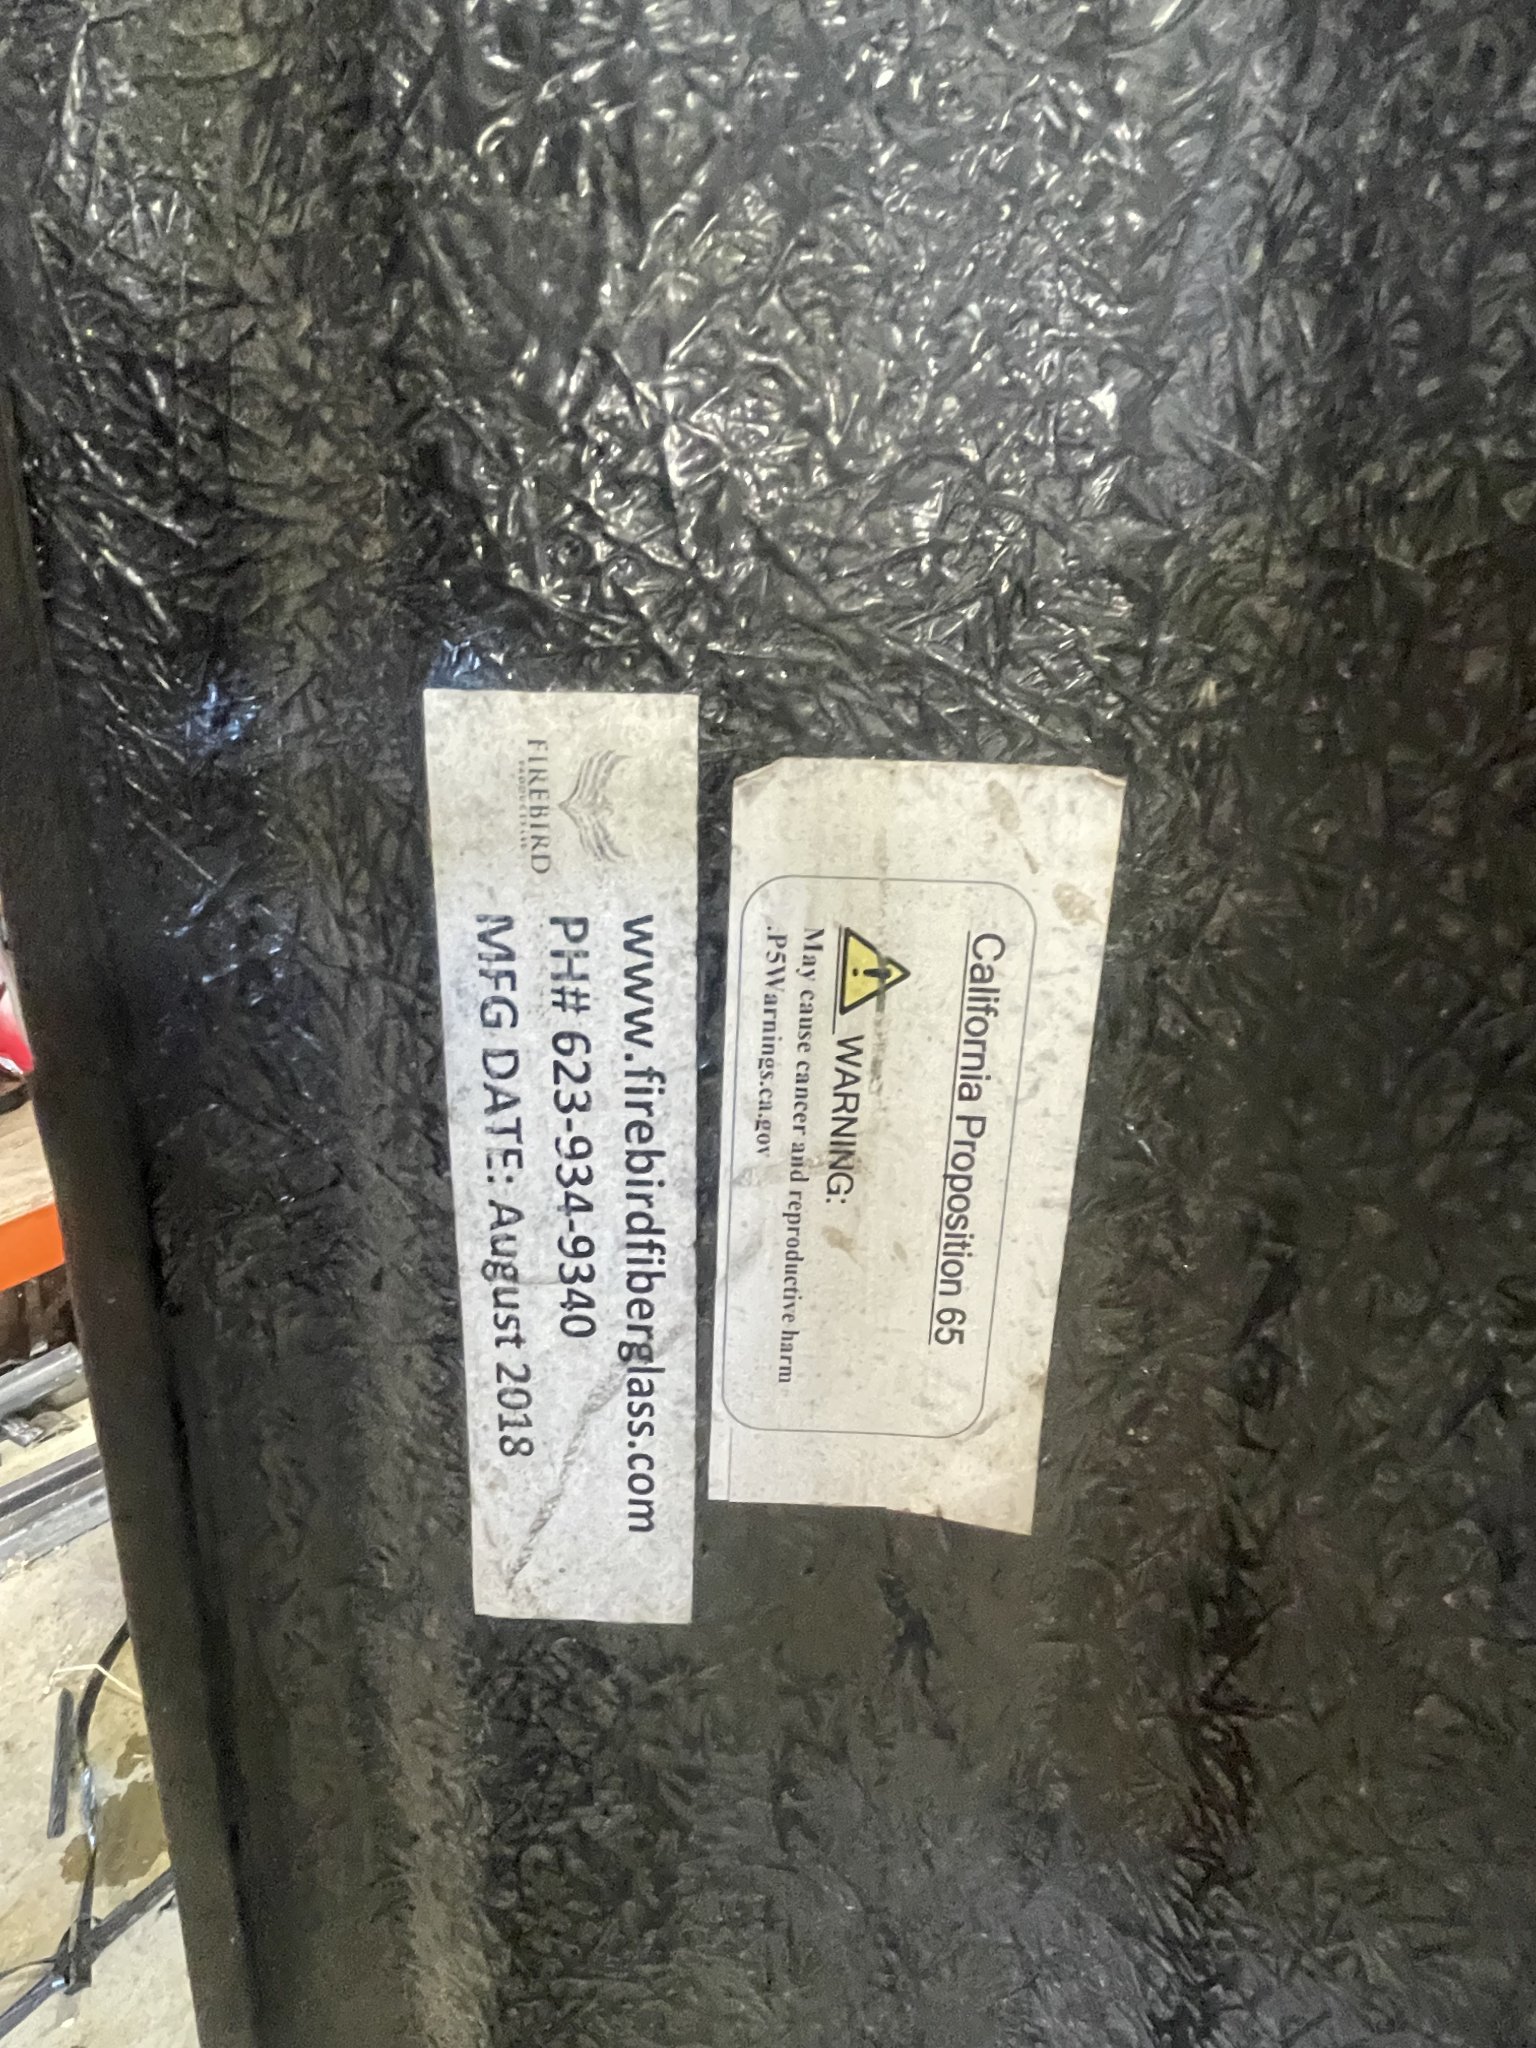 California Proposition 65
WARNING:
May cause cancer and reproductive harm
.P5Warnings.ca.gov
FIREBIRD
www.firebirdfiberglass.com
PH# 623-934-9340
MFG DATE: August 2018